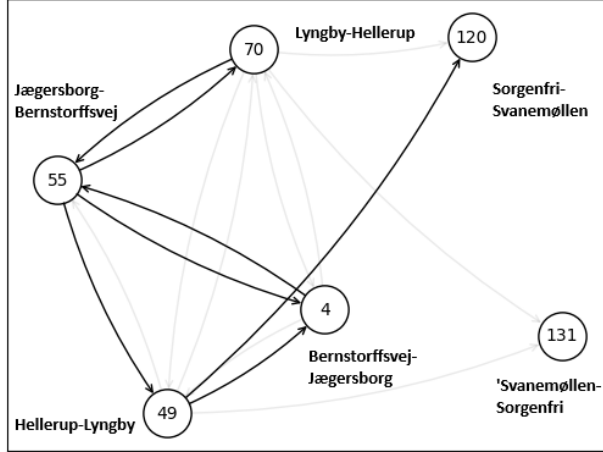 Lyngby-Hellerup
70
120
Jægersborg-
Bernstorffsvej
Sorgenfri-
Svanemøllen
55
4
131
Bernstorffsvej-
Jægersborg
'Svanemøllen-
Sorgenfri
49
Hellerup-Lyngby